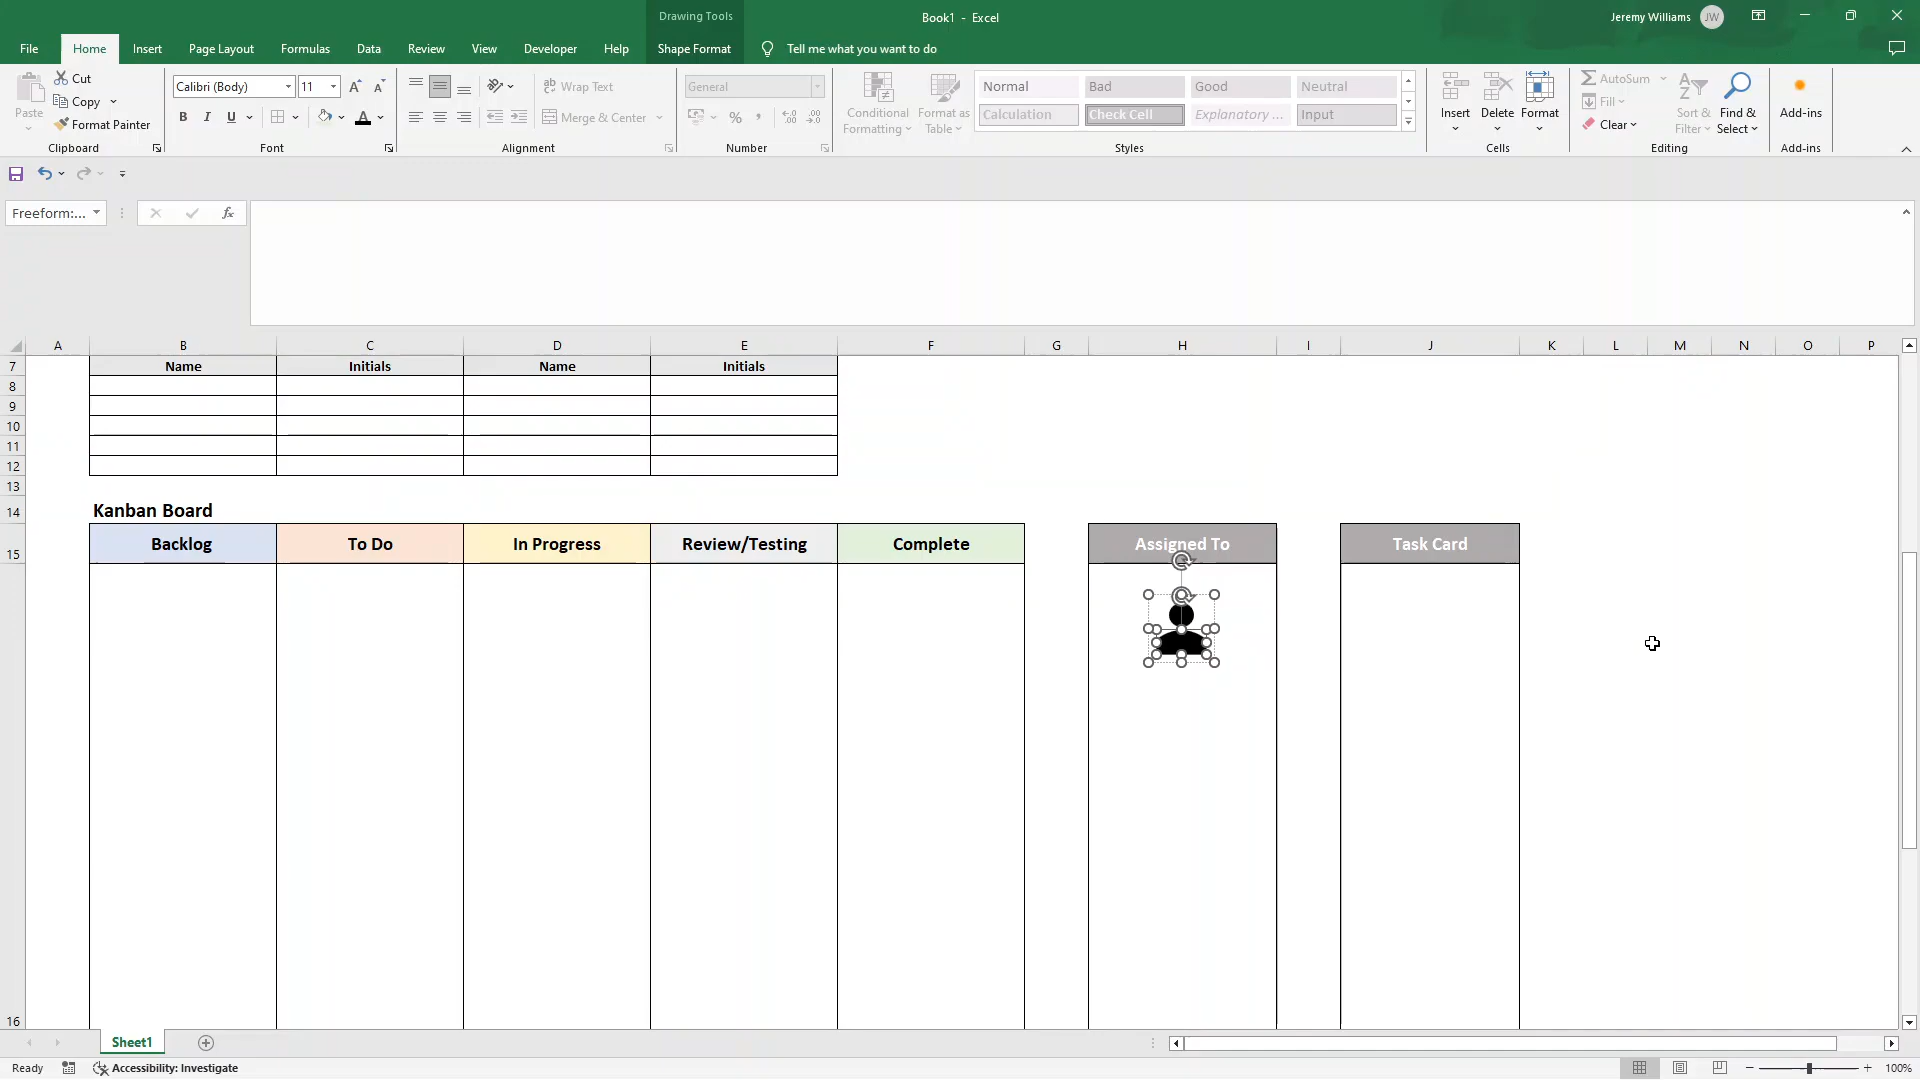 Drawing Tools
Book1 - Excel
Jeremy Williams JW
File Home Insert Page Layout Formulas Data Review View Developer Help Shape Format Tell me what you want to do
Paste
Cut
Copy
Format Painter
Clipboard
Calibri (Body) 11
B I U
Font
Wrap Text
Merge & Center
Alignment
General
Number
Conditional Formatting
Format as Table
Normal Bad Good Neutral
Calculation Check Cell Explanatory ... Input
Styles
Insert Delete Format
Cells
AutoSum
Fill
Clear
Sort & Filter
Find & Select
Editing
Add-ins
Add-ins
Freeform:... fx
A B C D E F G H I J K L M N O P
7 Name Initials Name Initials
8
9
10
11
12
13
14 Kanban Board
15 Backlog To Do In Progress Review/Testing Complete Assigned To Task Card
16
Sheet1
Ready Accessibility: Investigate 100%